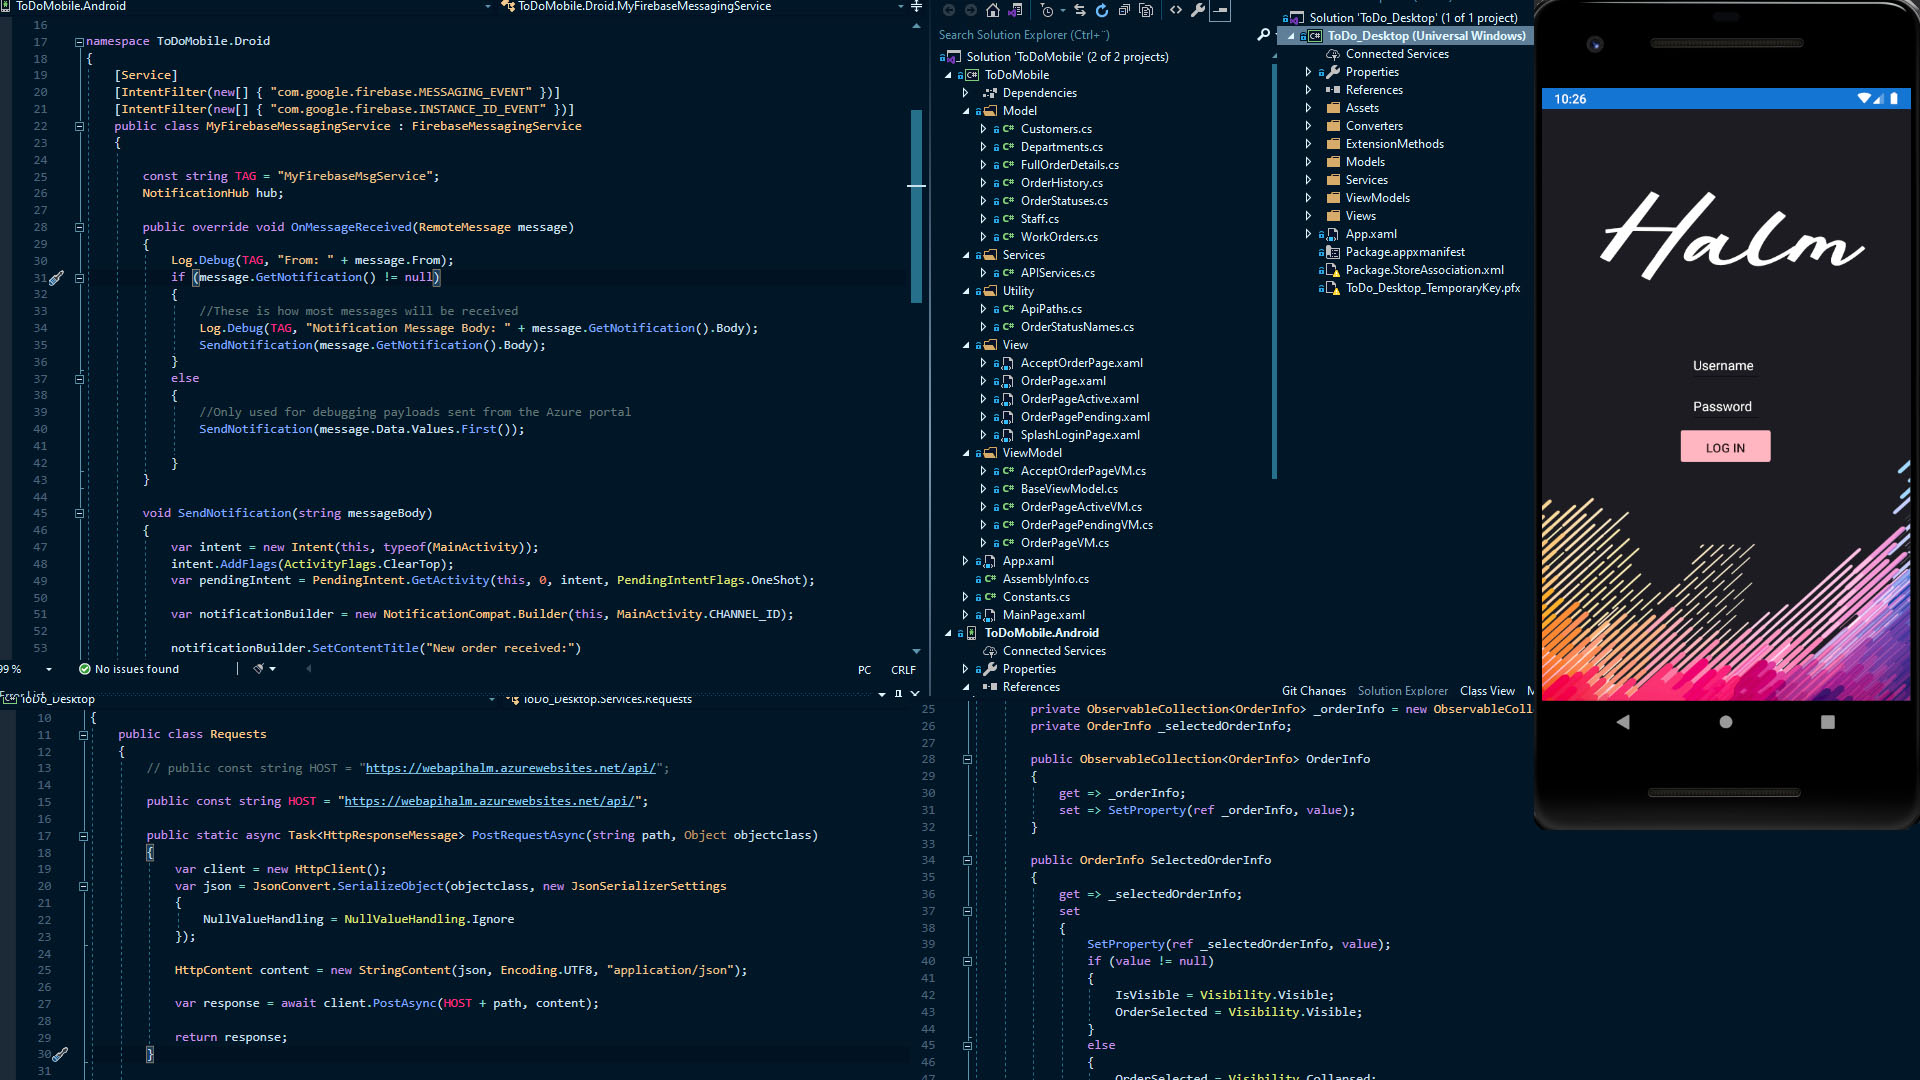 ToDoMobile.Android
ToDoMobile.Droid.MyFirebaseMessagingService
16
17 namespace ToDoMobile.Droid
18 {
19 [Service]
20 [IntentFilter(new[] { "com.google.firebase.MESSAGING_EVENT" })]
21 [IntentFilter(new[] { "com.google.firebase.INSTANCE_ID_EVENT" })]
22 public class MyFirebaseMessagingService : FirebaseMessagingService
23 {
24
25 const string TAG = "MyFirebaseMsgService";
26 NotificationHub hub;
27
28 public override void OnMessageReceived(RemoteMessage message)
29 {
30 Log.Debug(TAG, "From: " + message.From);
31 if (message.GetNotification() != null)
32 {
33 //These is how most messages will be received
34 Log.Debug(TAG, "Notification Message Body: " + message.GetNotification().Body);
35 SendNotification(message.GetNotification().Body);
36 }
37 else
38 {
39 //Only used for debugging payloads sent from the Azure portal
40 SendNotification(message.Data.Values.First());
41
42 }
43 }
44
45 void SendNotification(string messageBody)
46 {
47 var intent = new Intent(this, typeof(MainActivity));
48 intent.AddFlags(ActivityFlags.ClearTop);
49 var pendingIntent = PendingIntent.GetActivity(this, 0, intent, PendingIntentFlags.OneShot);
50
51 var notificationBuilder = new NotificationCompat.Builder(this, MainActivity.CHANNEL_ID);
52
53 notificationBuilder.SetContentTitle("New order received:")
99 %
No issues found
PC
CRLF
Error List
ToDo_Desktop
ToDo_Desktop.Services.Requests
10 {
11 public class Requests
12 {
13 // public const string HOST = "https://webapihalm.azurewebsites.net/api/";
14
15 public const string HOST = "https://webapihalm.azurewebsites.net/api/";
16
17 public static async Task<HttpResponseMessage> PostRequestAsync(string path, Object objectclass)
18 {
19 var client = new HttpClient();
20 var json = JsonConvert.SerializeObject(objectclass, new JsonSerializerSettings
21 {
22 NullValueHandling = NullValueHandling.Ignore
23 });
24
25 HttpContent content = new StringContent(json, Encoding.UTF8, "application/json");
26
27 var response = await client.PostAsync(HOST + path, content);
28
29 return response;
30 }
31
Search Solution Explorer (Ctrl+¨)
Solution 'ToDoMobile' (2 of 2 projects)
C# ToDoMobile
Dependencies
Model
C# Customers.cs
C# Departments.cs
C# FullOrderDetails.cs
C# OrderHistory.cs
C# OrderStatuses.cs
C# Staff.cs
C# WorkOrders.cs
Services
C# APIServices.cs
Utility
C# ApiPaths.cs
C# OrderStatusNames.cs
View
AcceptOrderPage.xaml
OrderPage.xaml
OrderPageActive.xaml
OrderPagePending.xaml
SplashLoginPage.xaml
ViewModel
C# AcceptOrderPageVM.cs
C# BaseViewModel.cs
C# OrderPageActiveVM.cs
C# OrderPagePendingVM.cs
C# OrderPageVM.cs
App.xaml
C# AssemblyInfo.cs
C# Constants.cs
MainPage.xaml
ToDoMobile.Android
Connected Services
Properties
References
Solution 'ToDo_Desktop' (1 of 1 project)
C# ToDo_Desktop (Universal Windows)
Connected Services
Properties
References
Assets
Converters
ExtensionMethods
Models
Services
ViewModels
Views
App.xaml
Package.appxmanifest
Package.StoreAssociation.xml
ToDo_Desktop_TemporaryKey.pfx
Git Changes
Solution Explorer
Class View
25 private ObservableCollection<OrderInfo> _orderInfo = new ObservableColl
26 private OrderInfo _selectedOrderInfo;
27
28 public ObservableCollection<OrderInfo> OrderInfo
29 {
30 get => _orderInfo;
31 set => SetProperty(ref _orderInfo, value);
32 }
33
34 public OrderInfo SelectedOrderInfo
35 {
36 get => _selectedOrderInfo;
37 set
38 {
39 SetProperty(ref _selectedOrderInfo, value);
40 if (value != null)
41 {
42 IsVisible = Visibility.Visible;
43 OrderSelected = Visibility.Visible;
44 }
45 else
46 {
47 OrderSelected = Visibility.Collapsed;
10:26
Halm
Username
Password
LOG IN